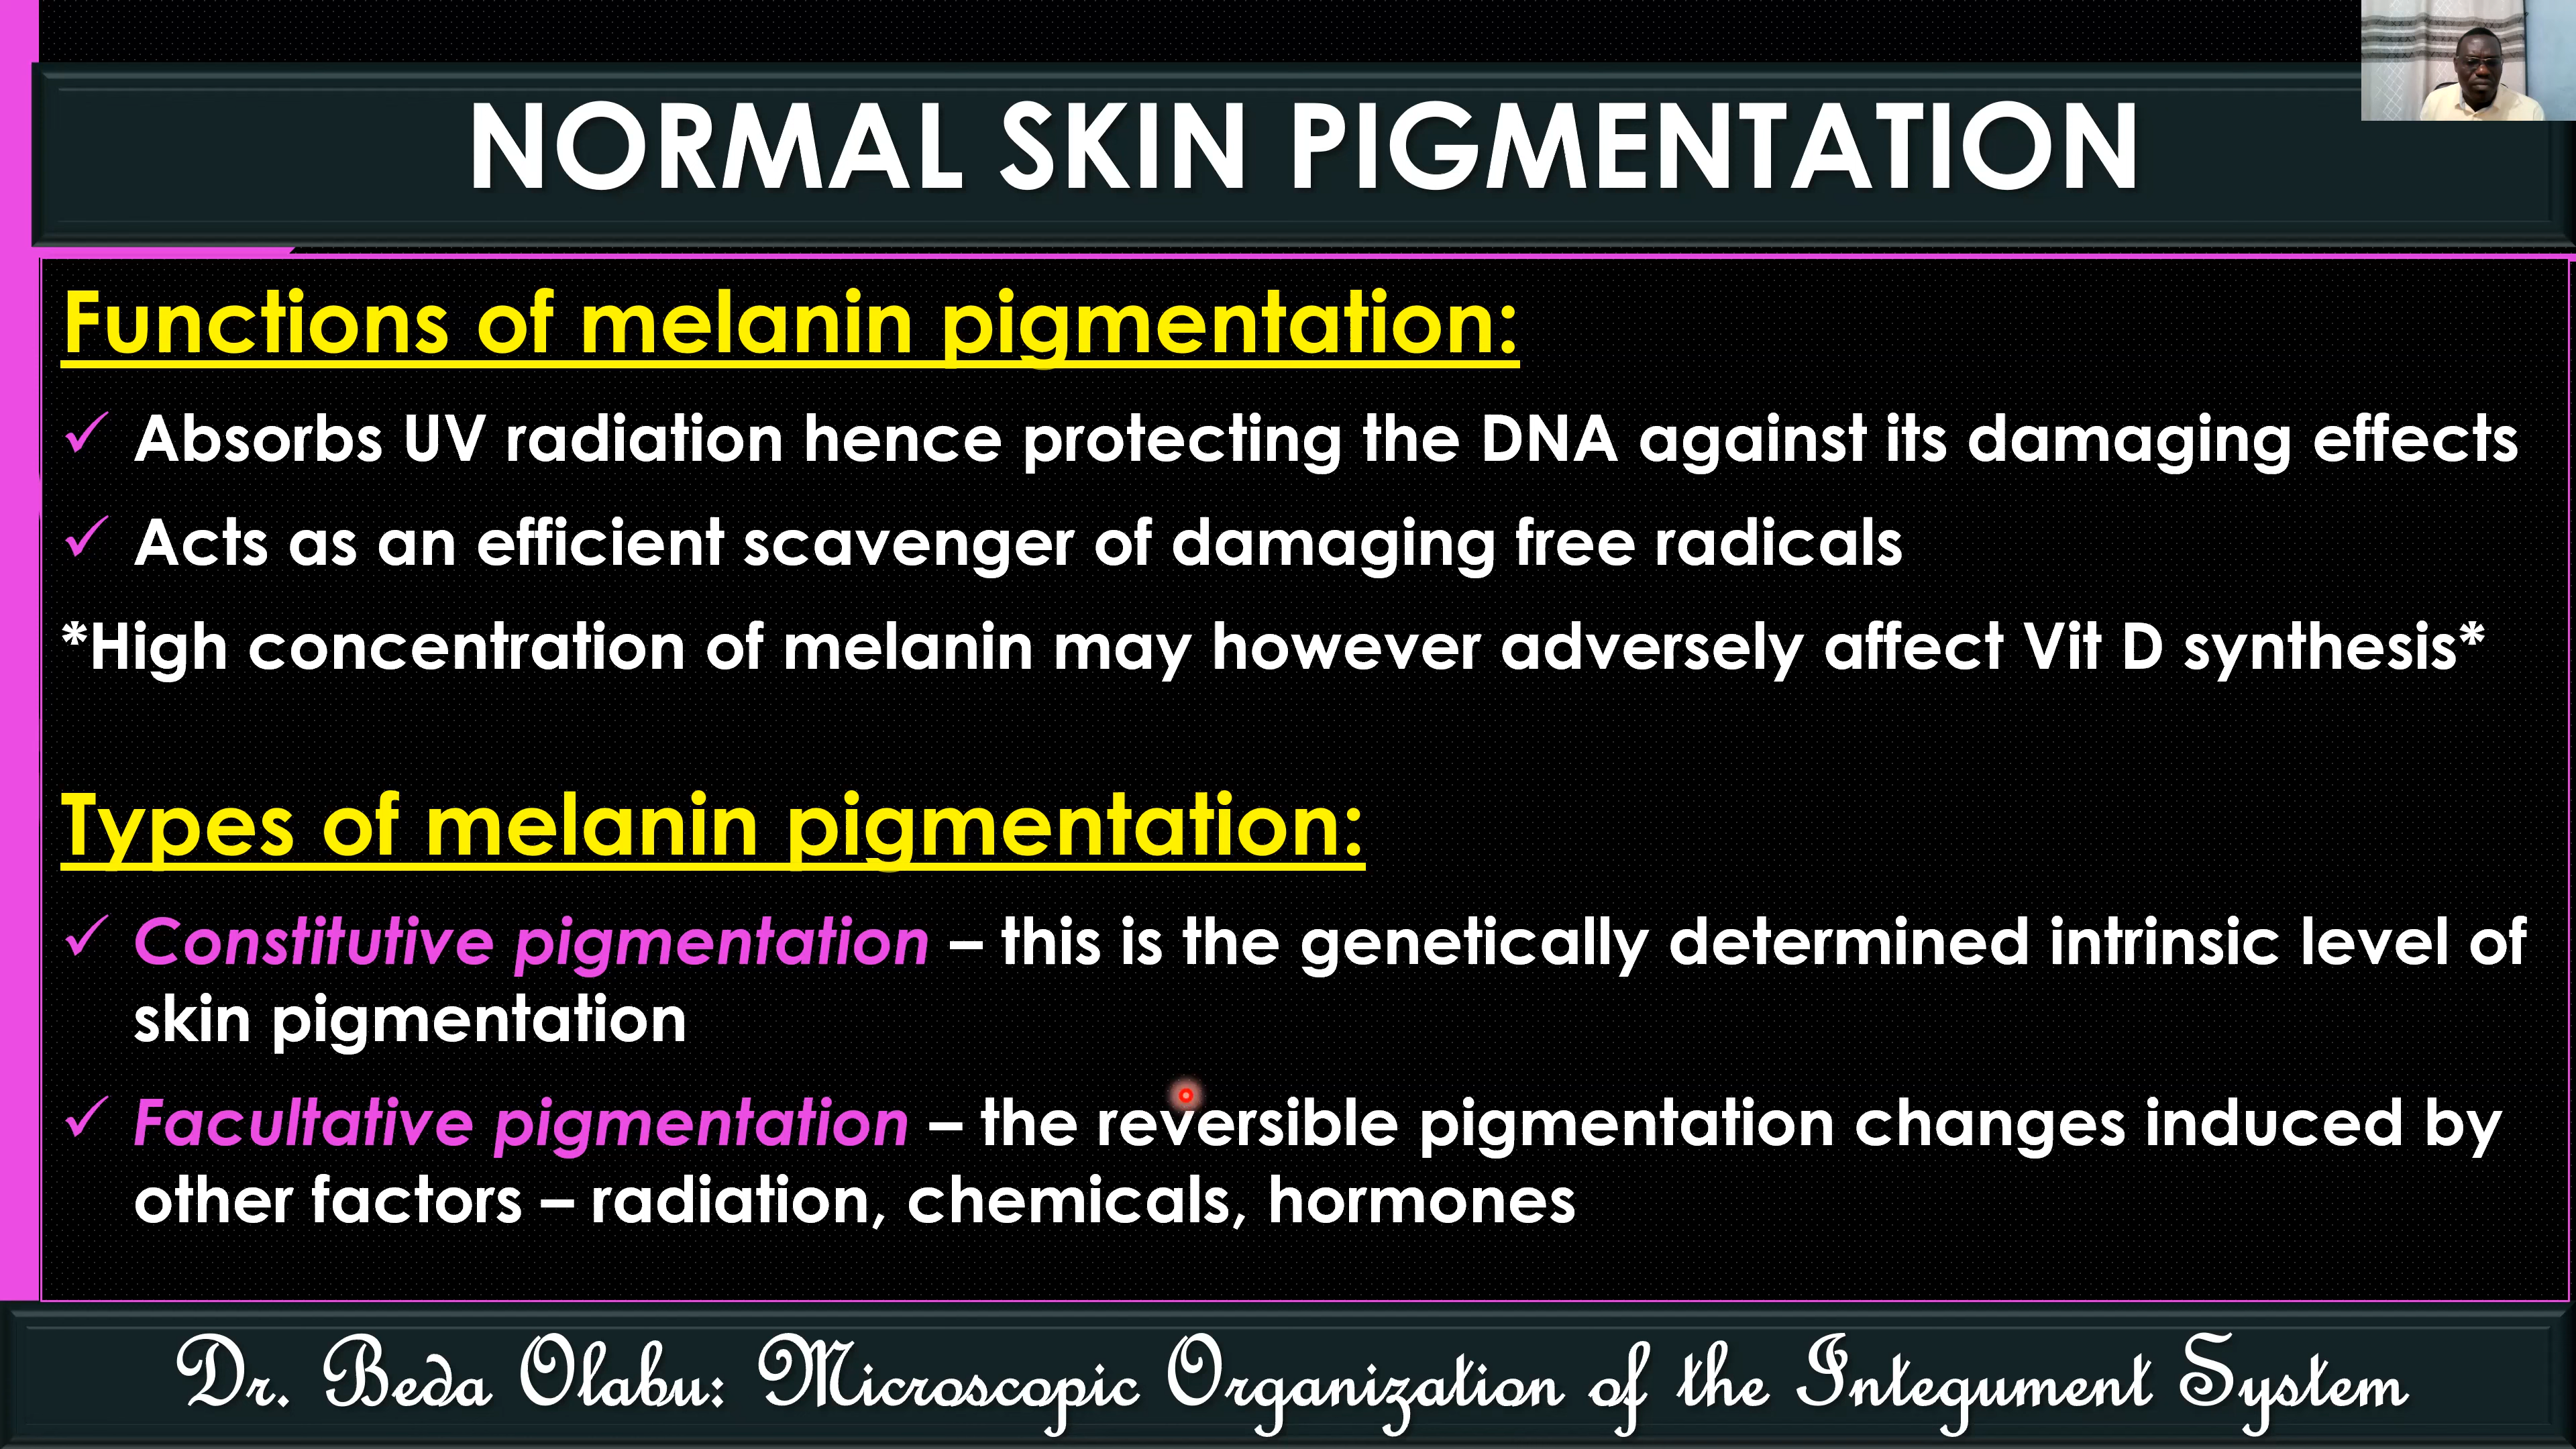 NORMAL SKIN PIGMENTATION
Functions of melanin pigmentation:
✓ Absorbs UV radiation hence protecting the DNA against its damaging effects
✓ Acts as an efficient scavenger of damaging free radicals
*High concentration of melanin may however adversely affect Vit D synthesis*
Types of melanin pigmentation:
✓ Constitutive pigmentation – this is the genetically determined intrinsic level of
skin pigmentation
✓ Facultative pigmentation – the reversible pigmentation changes induced by
other factors – radiation, chemicals, hormones
Dr. Beda Olabu: Microscopic Organization of the Integument System